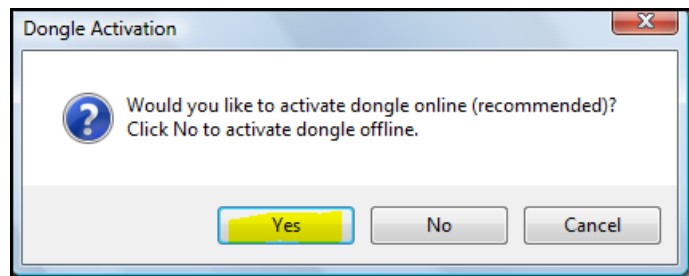 Dongle Activation
Would you like to activate dongle online (recommended)?
Click No to activate dongle offline.
Yes No Cancel